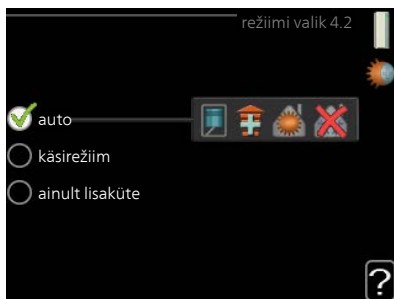 režiimi valik 4.2
auto
käsirežiim
ainult lisaküte
?